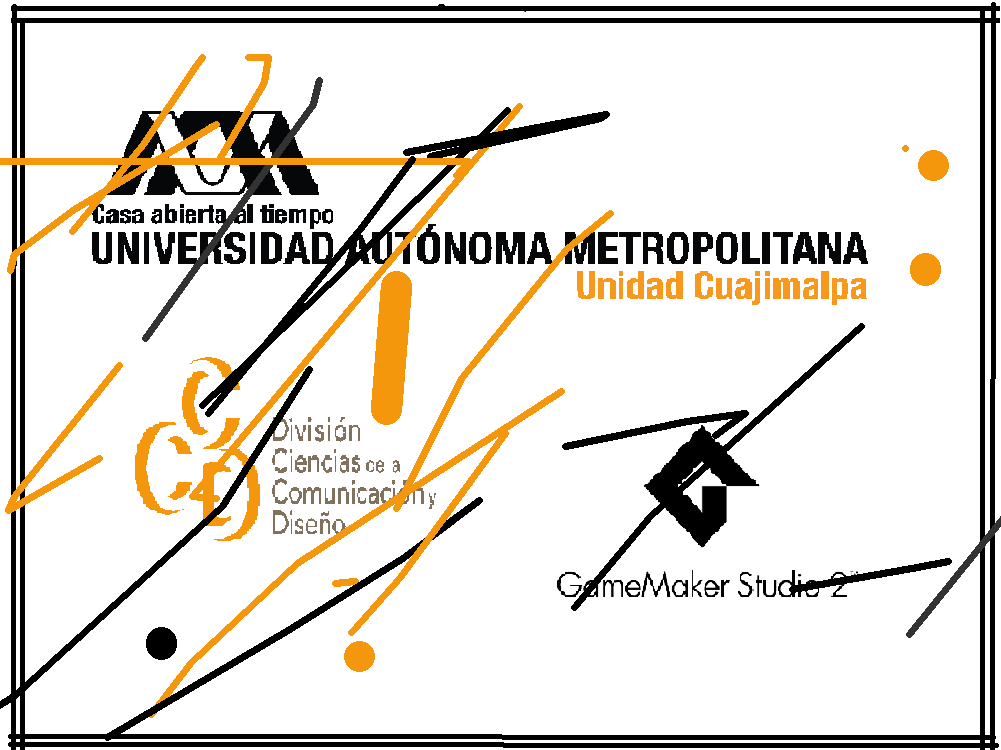 Casa abierta al tiempo
UNIVERSIDAD AUTÓNOMA METROPOLITANA
Unidad Cuajimalpa
División
Ciencias de la
Comunicación y
Diseño
GameMaker Studio 2